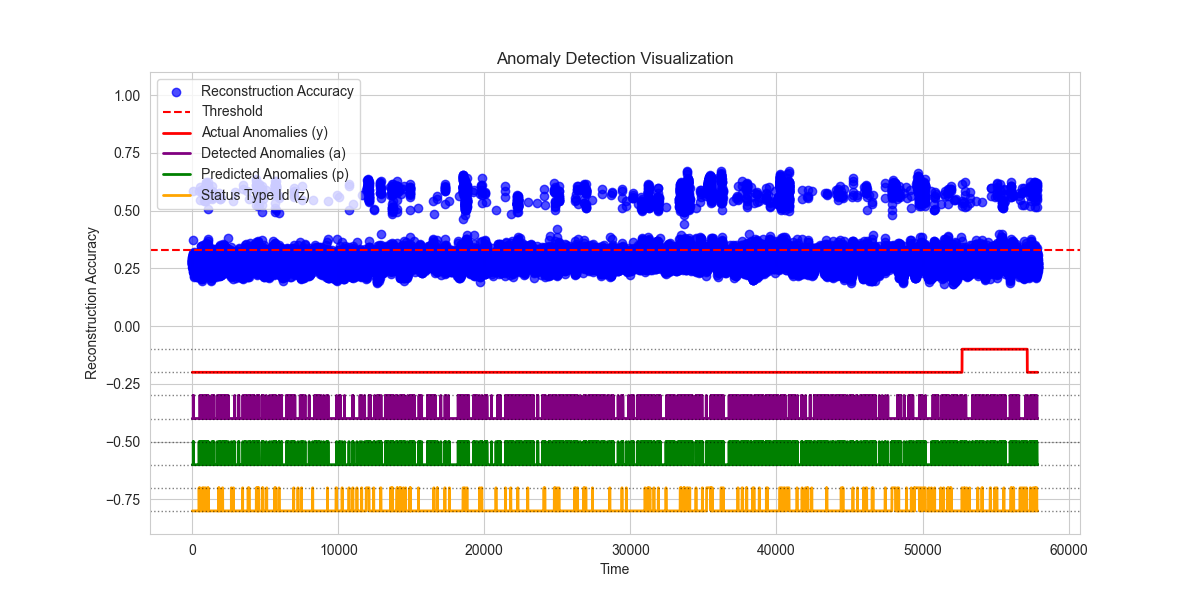 Anomaly Detection Visualization
Reconstruction Accuracy
Threshold
Actual Anomalies (y)
Detected Anomalies (a)
Predicted Anomalies (p)
Status Type Id (z)
Reconstruction Accuracy
1.00
0.75
0.50
0.25
0.00
−0.25
−0.50
−0.75
0 10000 20000 30000 40000 50000 60000
Time